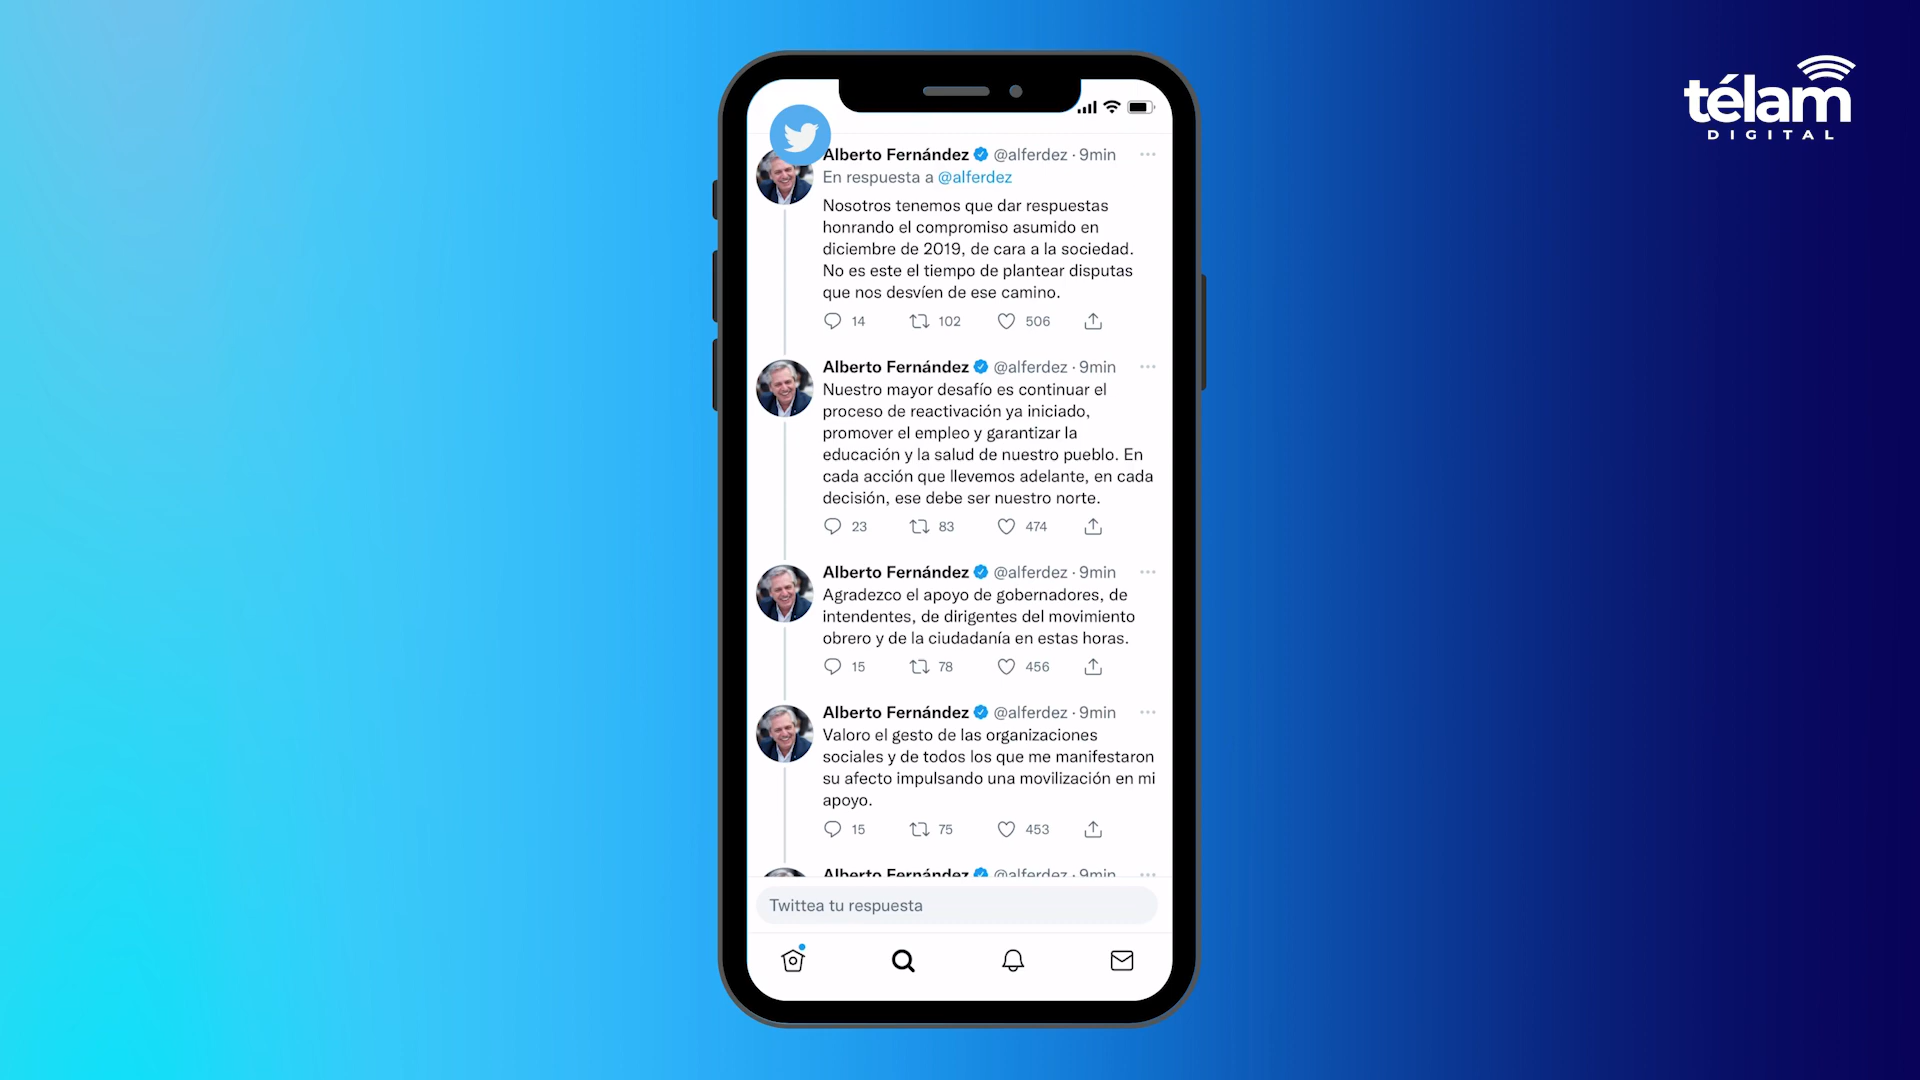 télam
DIGITAL
Alberto Fernández @alferdez · 9min
En respuesta a @alferdez
Nosotros tenemos que dar respuestas
honrando el compromiso asumido en
diciembre de 2019, de cara a la sociedad.
No es este el tiempo de plantear disputas
que nos desvíen de ese camino.
14 102 506
Alberto Fernández @alferdez · 9min
Nuestro mayor desafío es continuar el
proceso de reactivación ya iniciado,
promover el empleo y garantizar la
educación y la salud de nuestro pueblo. En
cada acción que llevemos adelante, en cada
decisión, ese debe ser nuestro norte.
23 83 474
Alberto Fernández @alferdez · 9min
Agradezco el apoyo de gobernadores, de
intendentes, de dirigentes del movimiento
obrero y de la ciudadanía en estas horas.
15 78 456
Alberto Fernández @alferdez · 9min
Valoro el gesto de las organizaciones
sociales y de todos los que me manifestaron
su afecto impulsando una movilización en mi
apoyo.
15 75 453
Alberto Fernández @alferdez · 9min
Twittea tu respuesta